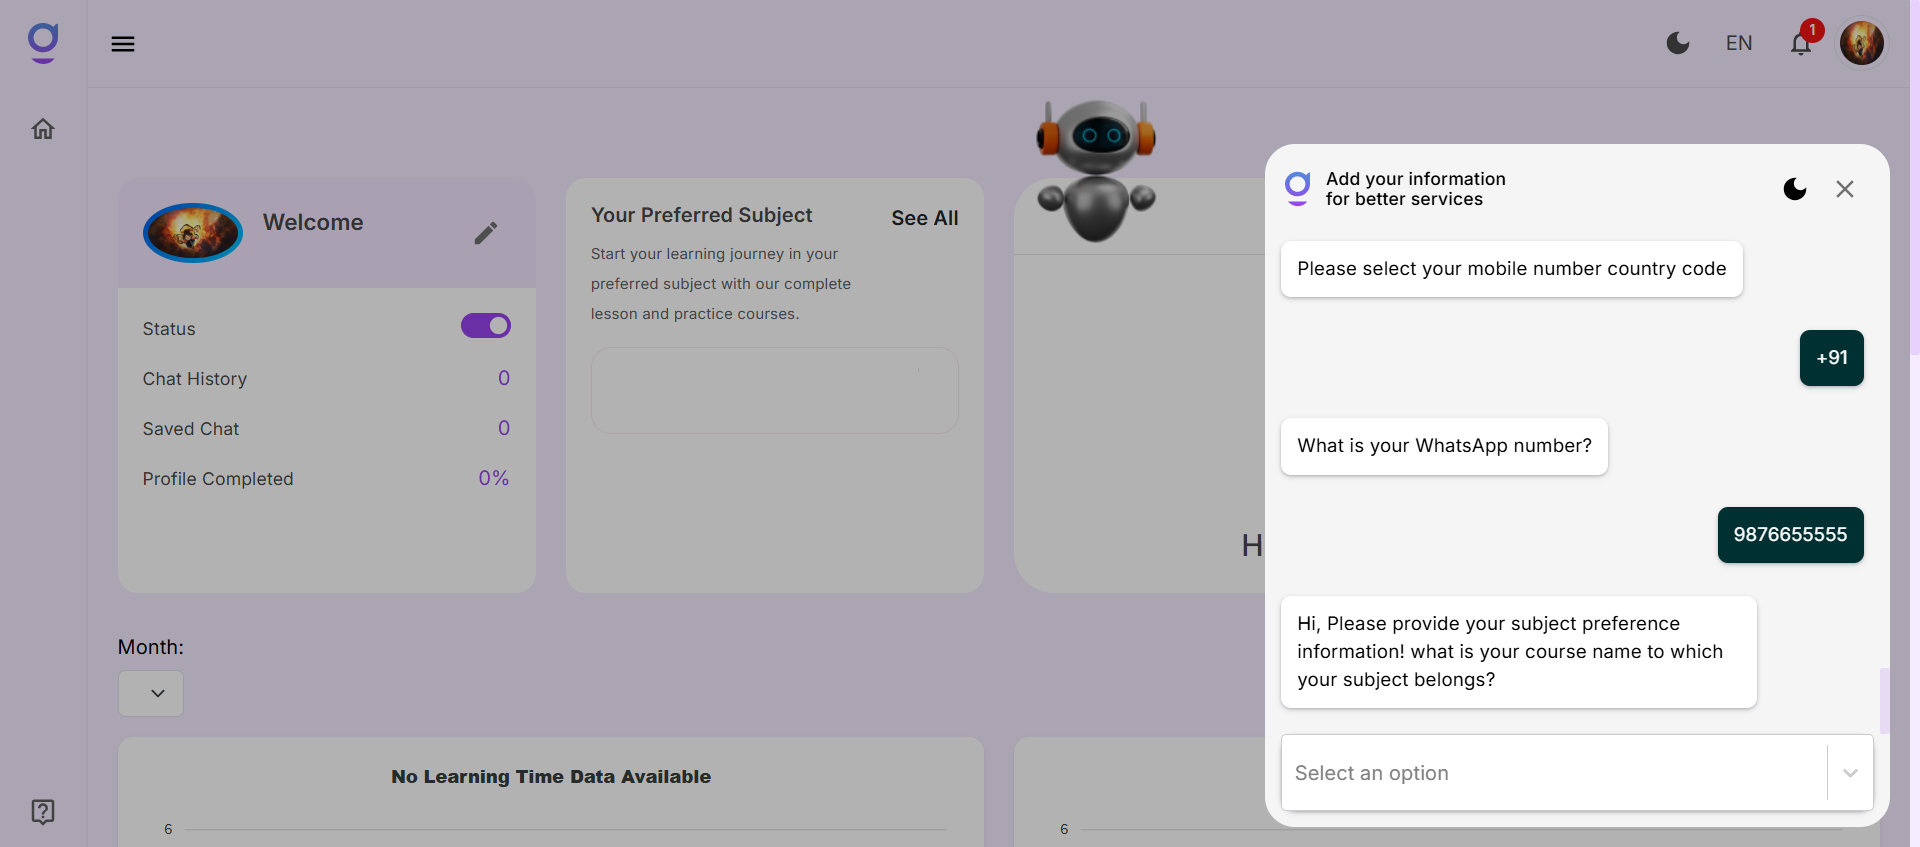 EN
1
Welcome
Status
Chat History 0
Saved Chat 0
Profile Completed 0%
Your Preferred Subject
See All
Start your learning journey in your
preferred subject with our complete
lesson and practice courses.
H
Month:
No Learning Time Data Available
6
6
Add your information
for better services
Please select your mobile number country code
+91
What is your WhatsApp number?
9876655555
Hi, Please provide your subject preference
information! what is your course name to which
your subject belongs?
Select an option